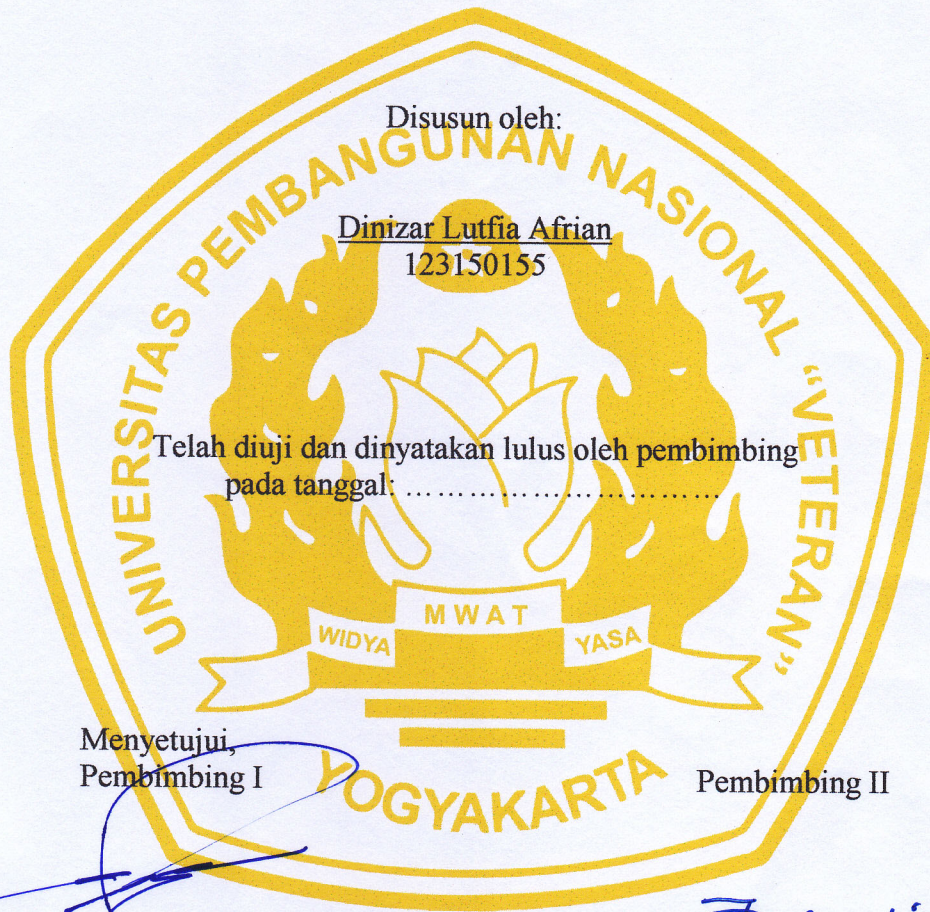 Disusun oleh:
UNIVERSITAS PEMBANGUNAN NASIONAL “VETERAN”
Dinizar Lutfia Afrian
123150155
Telah diuji dan dinyatakan lulus oleh pembimbing
pada tanggal: ……………………………
WIDYA MWAT YASA
YOGYAKARTA
Menyetujui,
Pembimbing I
Pembimbing II